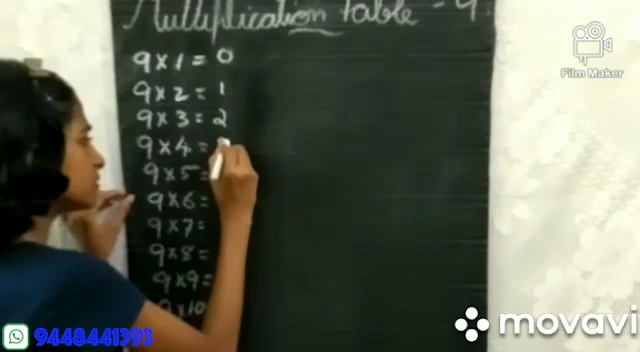 Multiplication table - 9
9 x 1 = 0
9 x 2 = 1
9 x 3 = 2
9 x 4 =
9 x 5 =
9 x 6 =
9 x 7 =
9 x 8 =
9 x 9 =
9 x 10
Film Maker
movavi
9448441393